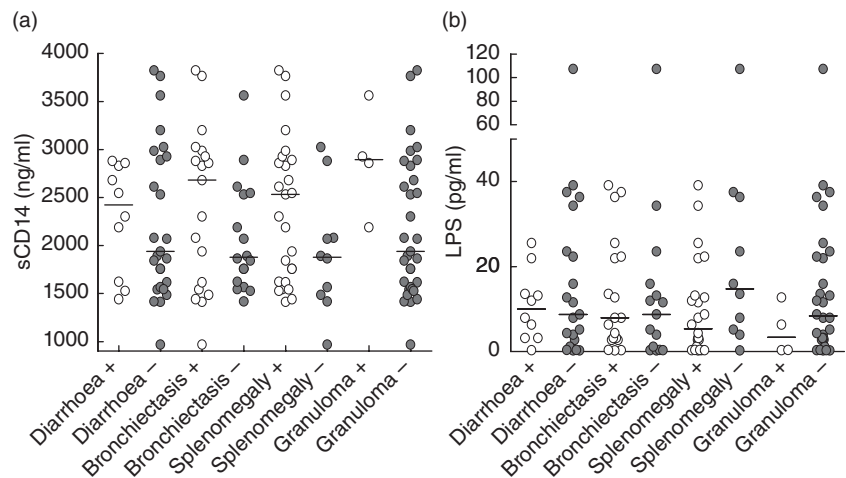 (a)
sCD14 (ng/ml)
4000
3500
3000
2500
2000
1500
1000
Diarrhoea +
Diarrhoea –
Bronchiectasis +
Bronchiectasis –
Splenomegaly +
Splenomegaly –
Granuloma +
Granuloma –
(b)
LPS (pg/ml)
120
100
80
60
40
20
0
Diarrhoea +
Diarrhoea –
Bronchiectasis +
Bronchiectasis –
Splenomegaly +
Splenomegaly –
Granuloma +
Granuloma –